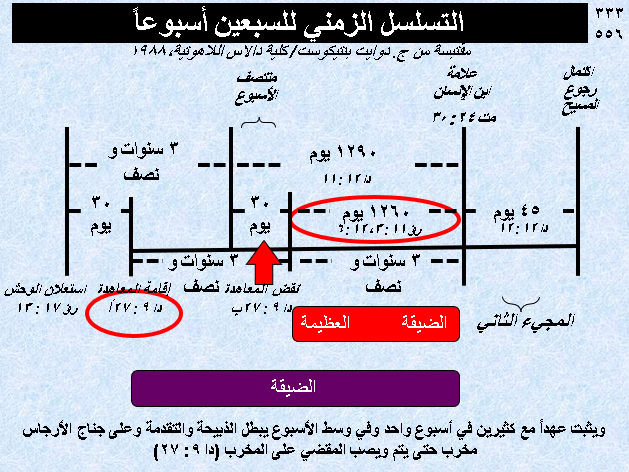 ٣٣٣
٥٥٦
التسلسل الزمني للسبعين أسبوعاً
مقتبسة من ج. دوايت بنتيكوست/كلية دالاس اللاهوتية، ١٩٨٨
اكتمال
رجوع
المسيح
علامة
ابن الإنسان
مت ٢٤: ٣٠
منتصف
الأسبوع
٣ سنوات و
نصف
١٢٩٠ يوم
دا ١٢: ١١
٤٥ يوم
دا ١٢: ١٢
١٢٦٠ يوم
رؤ ١١: ٣، ١٢: ٦
٣٠
يوم
٣٠
يوم
٣ سنوات و
نصف
٣ سنوات و
نصف
المجيء الثاني
نقض المعاهدة
دا ٩: ٢٧ب
إقامة المعاهدة
دا ٩: ٢٧أ
استعلان الوحش
رؤ ١٧: ١٣
الضيقة العظيمة
الضيقة
ويثبت عهداً مع كثيرين في أسبوع واحد وفي وسط الأسبوع يبطل الذبيحة والتقدمة وعلى جناح الأرجاس
مخرب حتى يتم ويصب المقضي على المخرب (دا ٩: ٢٧)